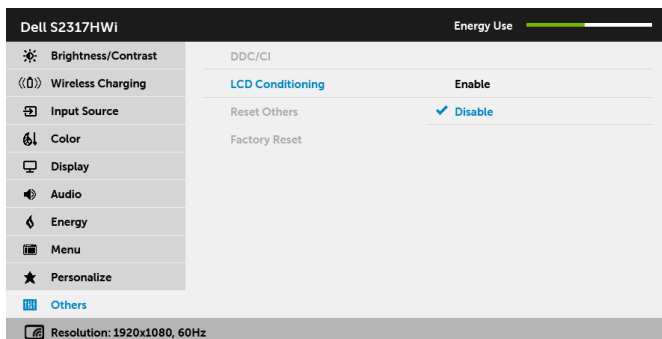 Dell S2317HWi Energy Use
Brightness/Contrast DDC/CI
Wireless Charging LCD Conditioning Enable
Input Source Reset Others Disable
Color Factory Reset
Display
Audio
Energy
Menu
Personalize
Others
Resolution: 1920x1080, 60Hz